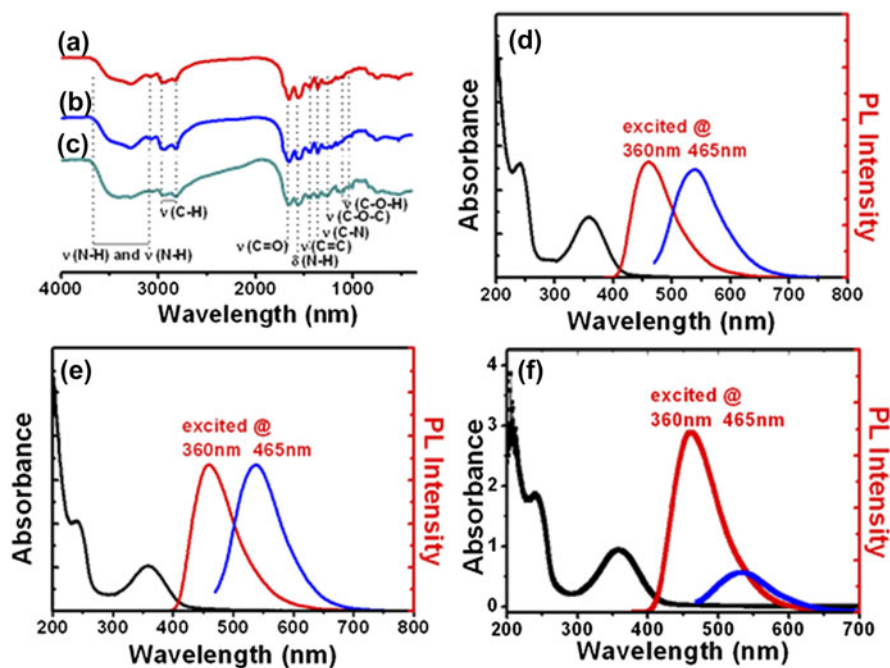 (a)
(b)
(c)
ν (C-H)
ν (C-O-H)
ν (C-O-C)
ν (C-N)
ν(N-H) and ν (N-H)
ν (C=O)
ν(C=C)
δ (N-H)
4000 3000 2000 1000
Wavelength (nm)
(d)
Absorbance
excited @
360nm 465nm
PL Intensity
200 300 400 500 600 700 800
Wavelength (nm)
(e)
Absorbance
excited @
360nm 465nm
PL Intensity
200 300 400 500 600 700 800
Wavelength (nm)
(f)
4
3
2
1
0
Absorbance
excited @
360nm 465nm
PL Intensity
200 300 400 500 600 700
Wavelength (nm)